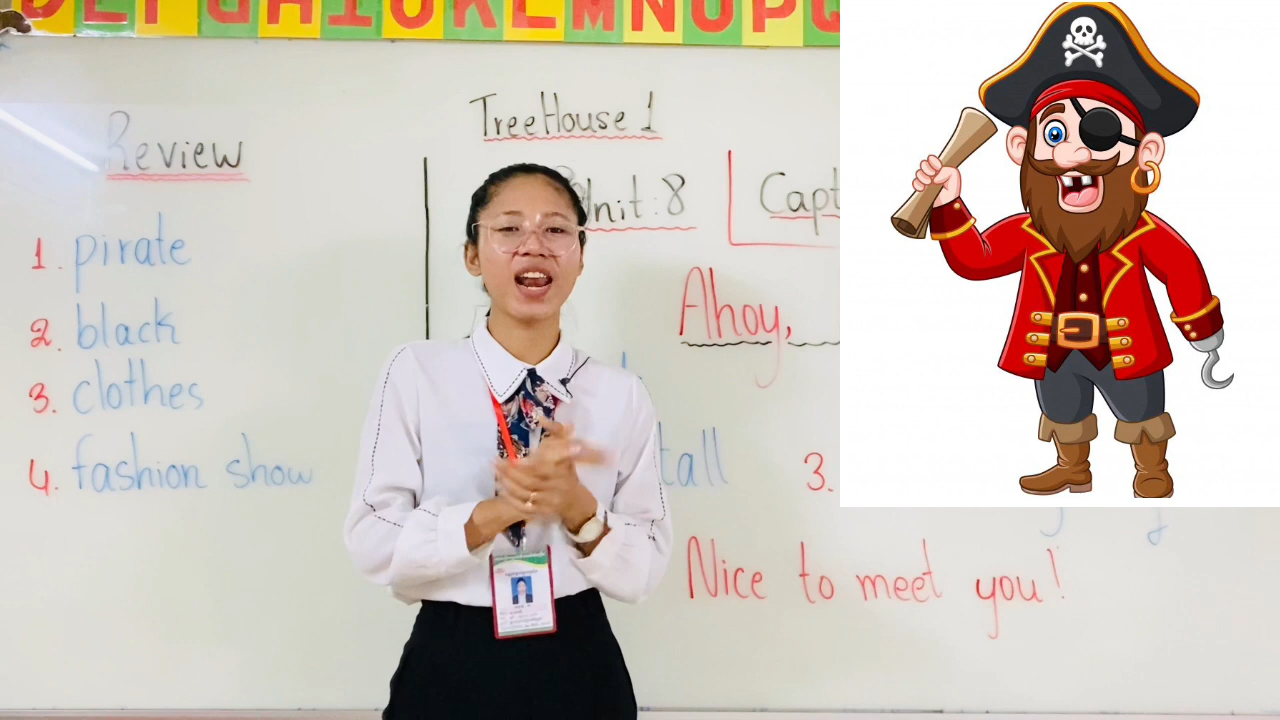 DEFGHIJKLMNOPQ
Review
1. pirate
2. black
3. clothes
4. fashion show
TreeHouse 1
Unit:8
Capt
Ahoy,
tall
3.
Nice to meet you!